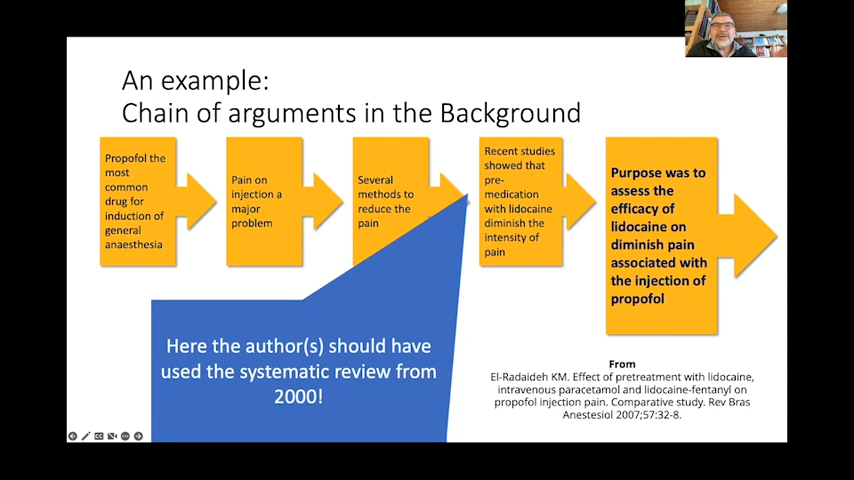 An example:
Chain of arguments in the Background
Propofol the
most
common
drug for
induction of
general
anaesthesia
Pain on
injection a
major
problem
Several
methods to
reduce the
pain
Recent studies
showed that
pre-
medication
with lidocaine
diminish the
intensity of
pain
Purpose was to
assess the
efficacy of
lidocaine on
diminish pain
associated with
the injection of
propofol
Here the author(s) should have
used the systematic review from
2000!
From
El-Radaideh KM. Effect of pretreatment with lidocaine,
intravenous paracetamol and lidocaine-fentanyl on
propofol injection pain. Comparative study. Rev Bras
Anestesiol 2007;57:32-8.